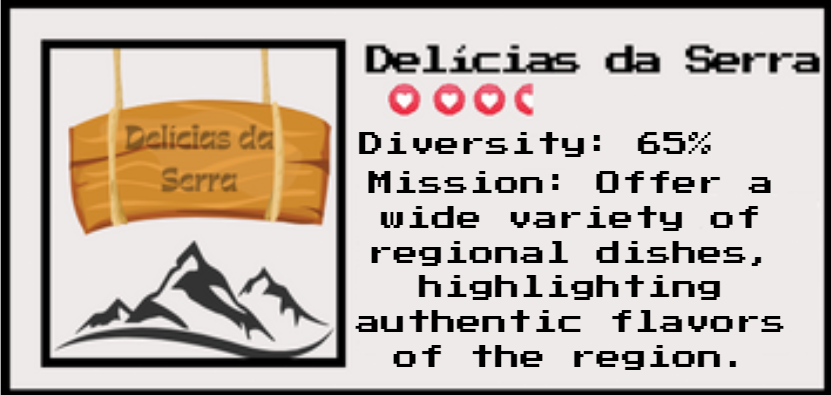 Delícias da
Serra
Delícias da Serra
Diversity: 65%
Mission: Offer a
wide variety of
regional dishes,
highlighting
authentic flavors
of the region.